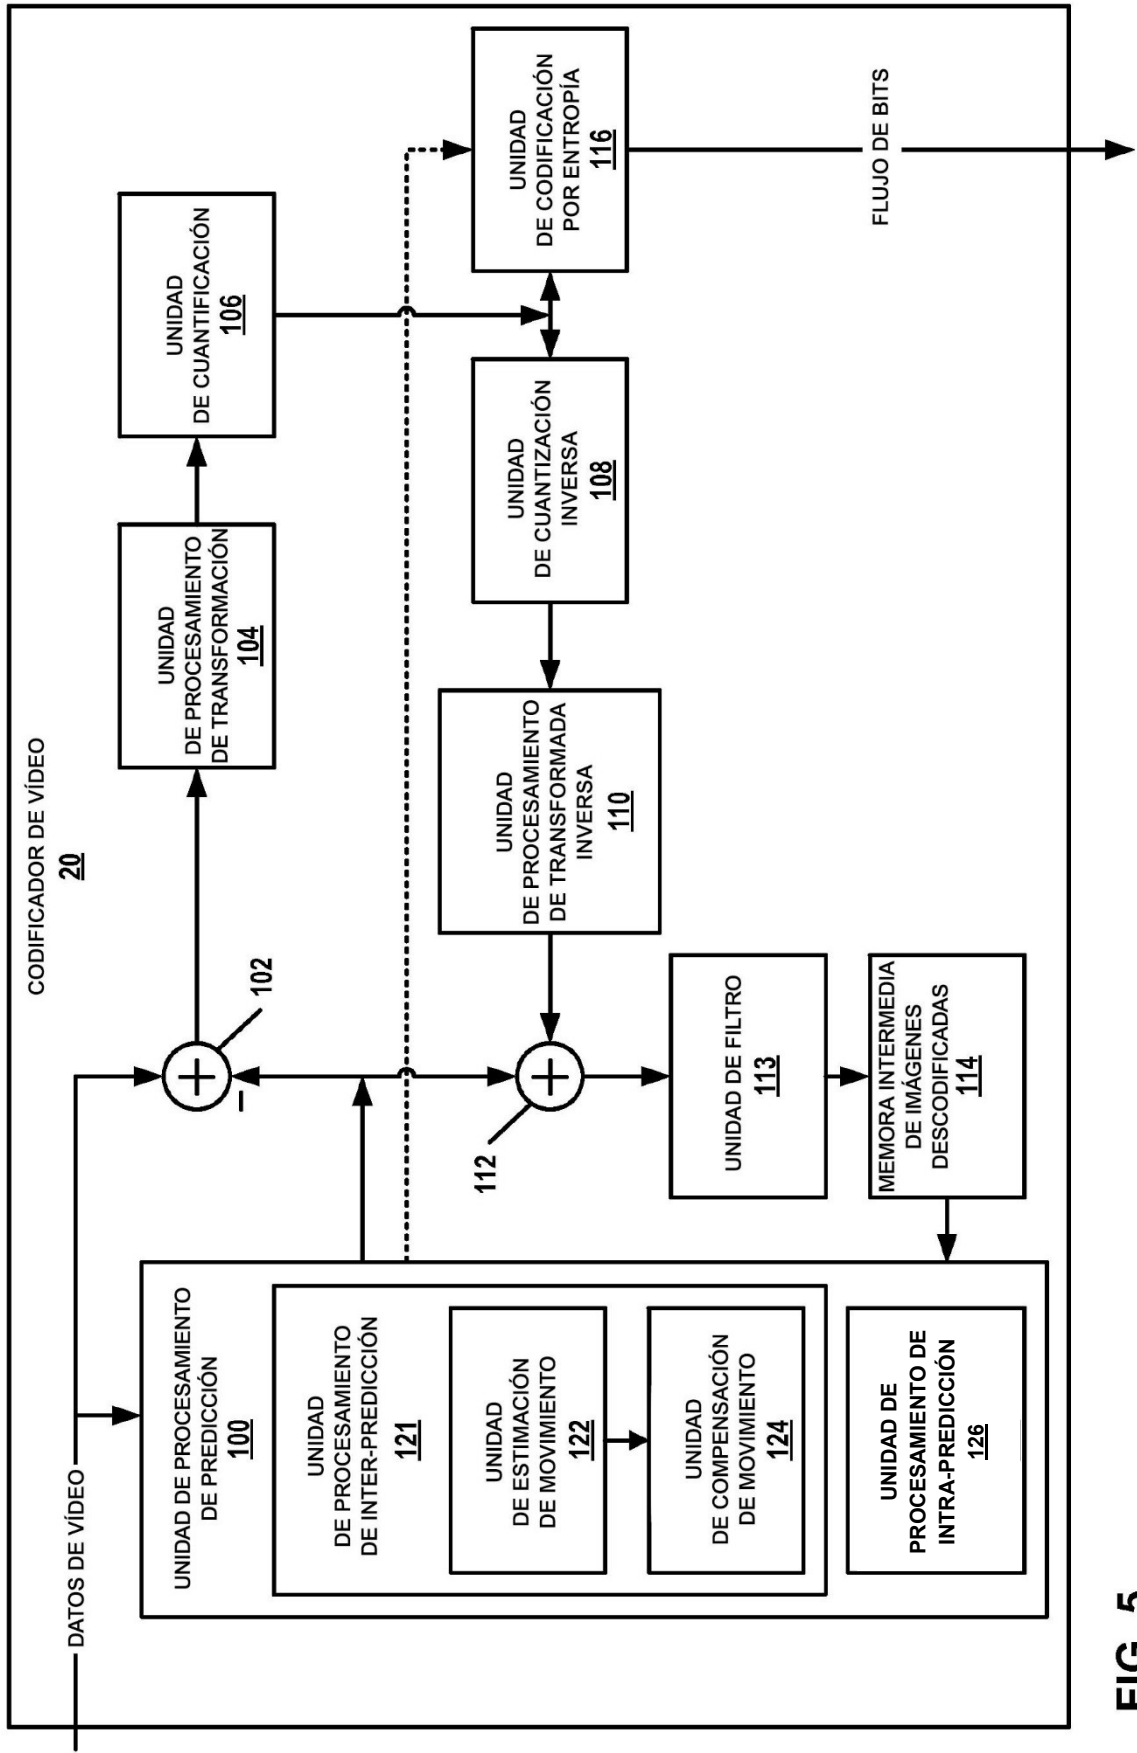 CODIFICADOR DE VÍDEO
20
DATOS DE VÍDEO
UNIDAD DE PROCESAMIENTO
DE PREDICCIÓN
100
UNIDAD
DE PROCESAMIENTO
DE INTER-PREDICCIÓN
121
UNIDAD
DE ESTIMACIÓN
DE MOVIMIENTO
122
UNIDAD
DE COMPENSACIÓN
DE MOVIMIENTO
124
UNIDAD DE
PROCESAMIENTO DE
INTRA-PREDICCIÓN
126
102
–
112
UNIDAD
DE PROCESAMIENTO
DE TRANSFORMACIÓN
104
UNIDAD
DE CUANTIFICACIÓN
106
UNIDAD
DE PROCESAMIENTO
DE TRANSFORMADA
INVERSA
110
UNIDAD
DE CUANTIZACIÓN
INVERSA
108
UNIDAD
DE CODIFICACIÓN
POR ENTROPÍA
116
UNIDAD DE FILTRO
113
MEMORA INTERMEDIA
DE IMÁGENES
DESCODIFICADAS
114
FLUJO DE BITS
FIG. 5